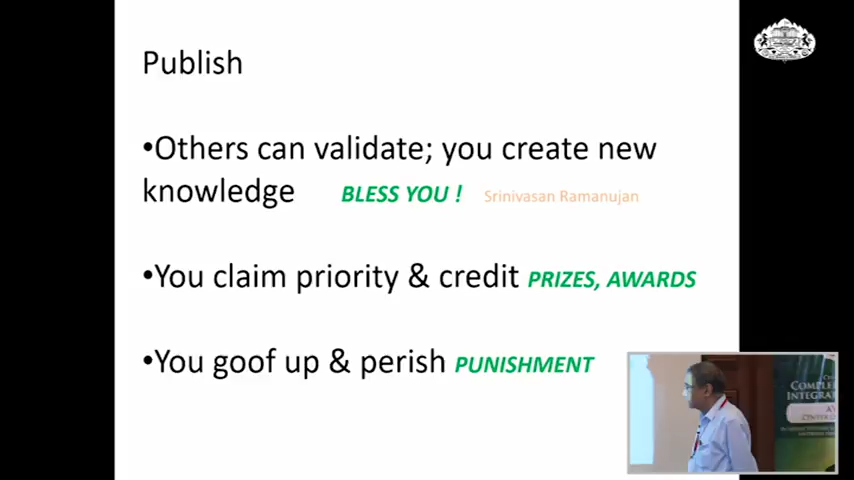 Publish
•Others can validate; you create new
knowledge BLESS YOU ! Srinivasan Ramanujan
•You claim priority & credit PRIZES, AWARDS
•You goof up & perish PUNISHMENT